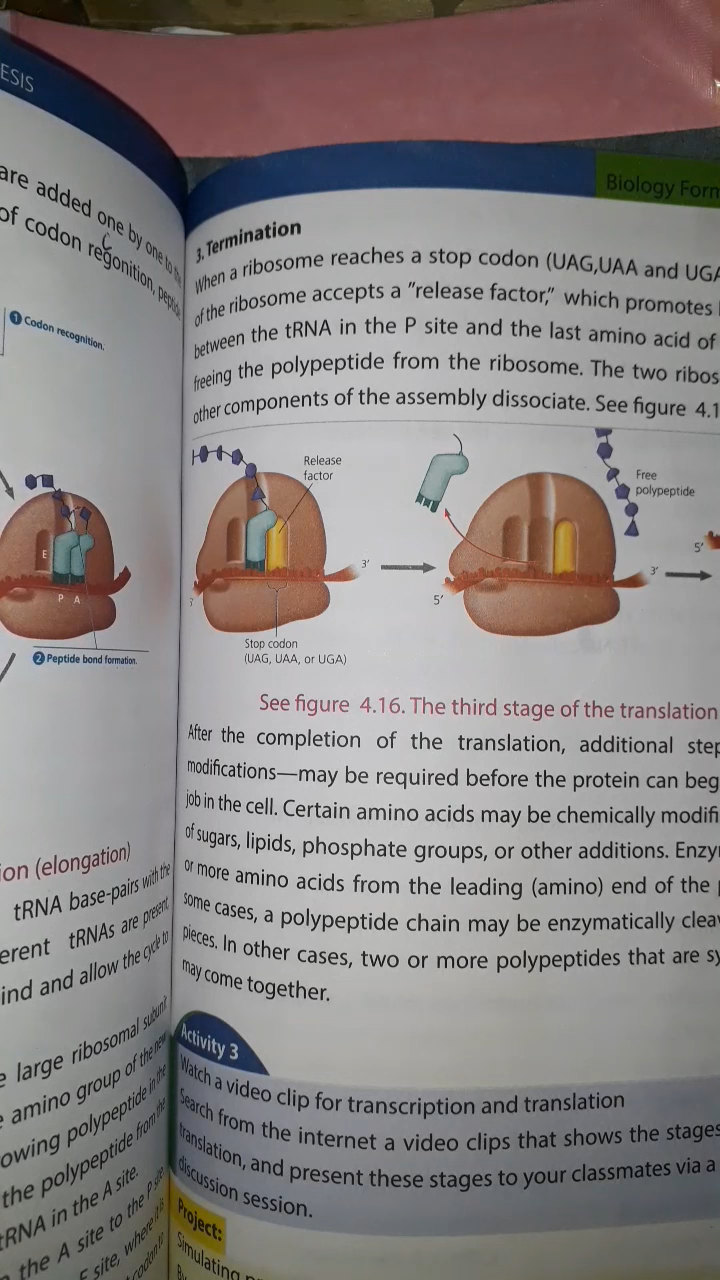 ESIS
are added one by one to
of codon regonition,
c
1 Codon recognition.
E
P A
2 Peptide bond formation.
ion (elongation)
tRNA base-pairs with the
erent tRNAs are present
ind and allow the cycle to
e large ribosomal subunit
e amino group of the new
owing polypeptide in the
the polypeptide from the
tRNA in the A site.
the A site to the P site
E site, where it is
codon to
Biology Form
3. Termination
When a ribosome reaches a stop codon (UAG,UAA and UGA
of the ribosome accepts a "release factor," which promotes
between the tRNA in the P site and the last amino acid of
freeing the polypeptide from the ribosome. The two ribos
other components of the assembly dissociate. See figure 4.1
Release
factor
3'
Stop codon
(UAG, UAA, or UGA)
Free
polypeptide
5'
3'
5'
See figure 4.16. The third stage of the translation
After the completion of the translation, additional step
modifications—may be required before the protein can beg
job in the cell. Certain amino acids may be chemically modifi
of sugars, lipids, phosphate groups, or other additions. Enzy
or more amino acids from the leading (amino) end of the
some cases, a polypeptide chain may be enzymatically clea
pieces. In other cases, two or more polypeptides that are sy
may come together.
Activity 3
Watch a video clip for transcription and translation
Search from the internet a video clips that shows the stages
translation, and present these stages to your classmates via a
discussion session.
Project:
Simulating